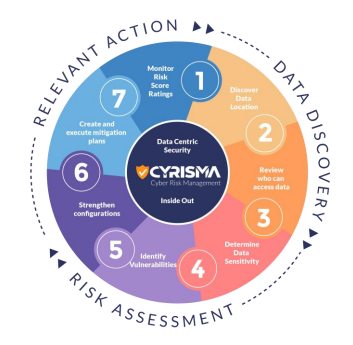 RELEVANT ACTION
DATA DISCOVERY
RISK ASSESSMENT
Monitor
Risk
Score
Ratings
1
Discover
Data
Location
2
Review
who can
access data
3
Determine
Data
Sensitivity
4
Identify
Vulnerabilities
5
Strengthen
configurations
6
Create and
execute mitigation
plans
7
Data Centric
Security
CYRISMA
Cyber Risk Management
Inside Out